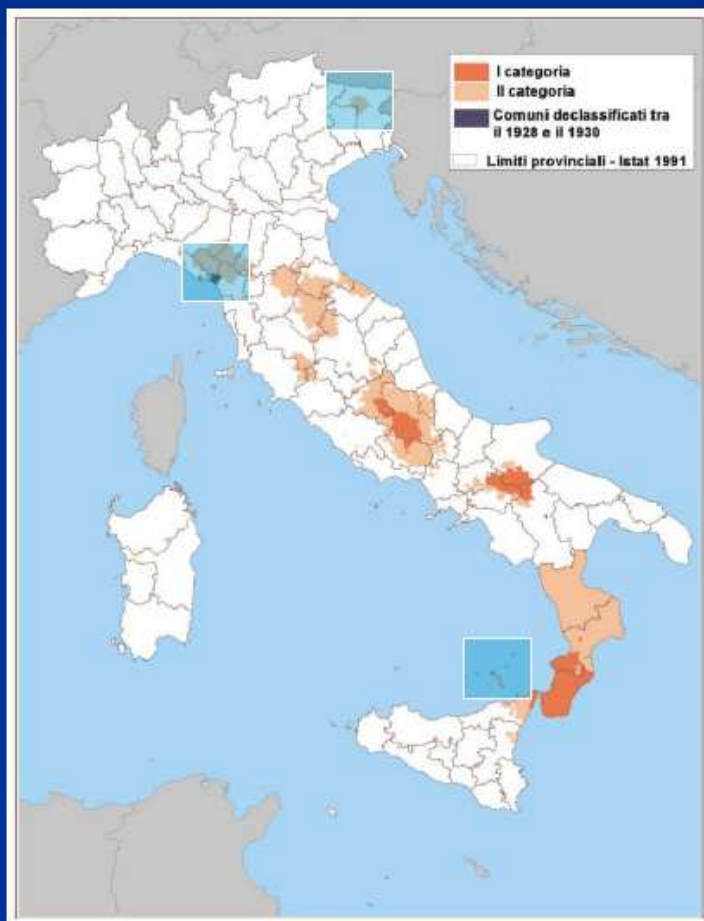 I categoria
II categoria
Comuni declassificati tra
il 1928 e il 1930
Limiti provinciali - Istat 1991